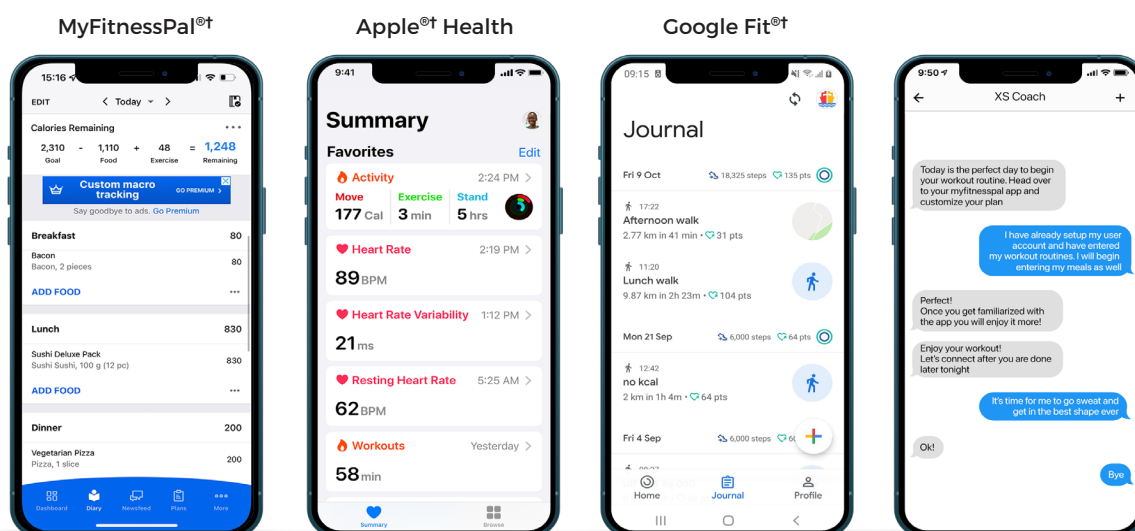 MyFitnessPal®†
15:16
EDIT
Today
Calories Remaining
2,310 - 1,110 + 48 = 1,248
Goal Food Exercise Remaining
Custom macro
tracking
GO PREMIUM
Say goodbye to ads. Go Premium
Breakfast 80
Bacon
Bacon, 2 pieces
80
ADD FOOD
Lunch 830
Sushi Deluxe Pack
Sushi Sushi, 100 g (12 pc)
830
ADD FOOD
Dinner 200
Vegetarian Pizza
Pizza, 1 slice
200
Dashboard Diary Newsfeed Plans More
Apple®† Health
9:41
Summary
Favorites Edit
Activity 2:24 PM
Move Exercise Stand
177 Cal 3 min 5 hrs
Heart Rate 2:19 PM
89 BPM
Heart Rate Variability 1:12 PM
21 ms
Resting Heart Rate 5:25 AM
62 BPM
Workouts Yesterday
58 min
Summary Browse
Google Fit®†
09:15
Journal
Fri 9 Oct 18,325 steps 135 pts
17:22
Afternoon walk
2.77 km in 41 min • 31 pts
11:20
Lunch walk
9.87 km in 2h 23m • 104 pts
Mon 21 Sep 6,000 steps 64 pts
12:42
no kcal
2 km in 1h 4m • 64 pts
Fri 4 Sep 6,000 steps
Home Journal Profile
9:50
XS Coach
Today is the perfect day to begin
your workout routine. Head over
to your myfitnesspal app and
customize your plan
I have already setup my user
account and have entered
my workout routines. I will begin
entering my meals as well
Perfect!
Once you get familiarized with
the app you will enjoy it more!
Enjoy your workout!
Let's connect after you are done
later tonight
It's time for me to go sweat and
get in the best shape ever
Ok!
Bye